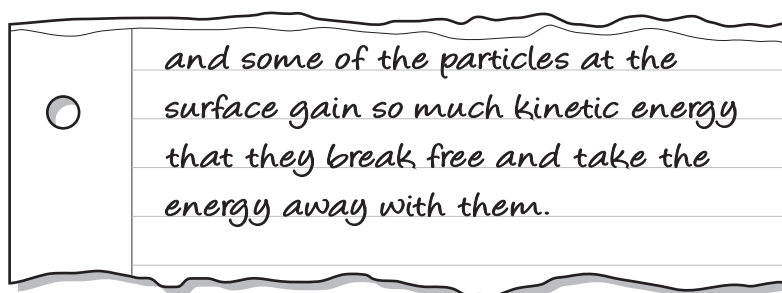 and some of the particles at the
surface gain so much kinetic energy
that they break free and take the
energy away with them.